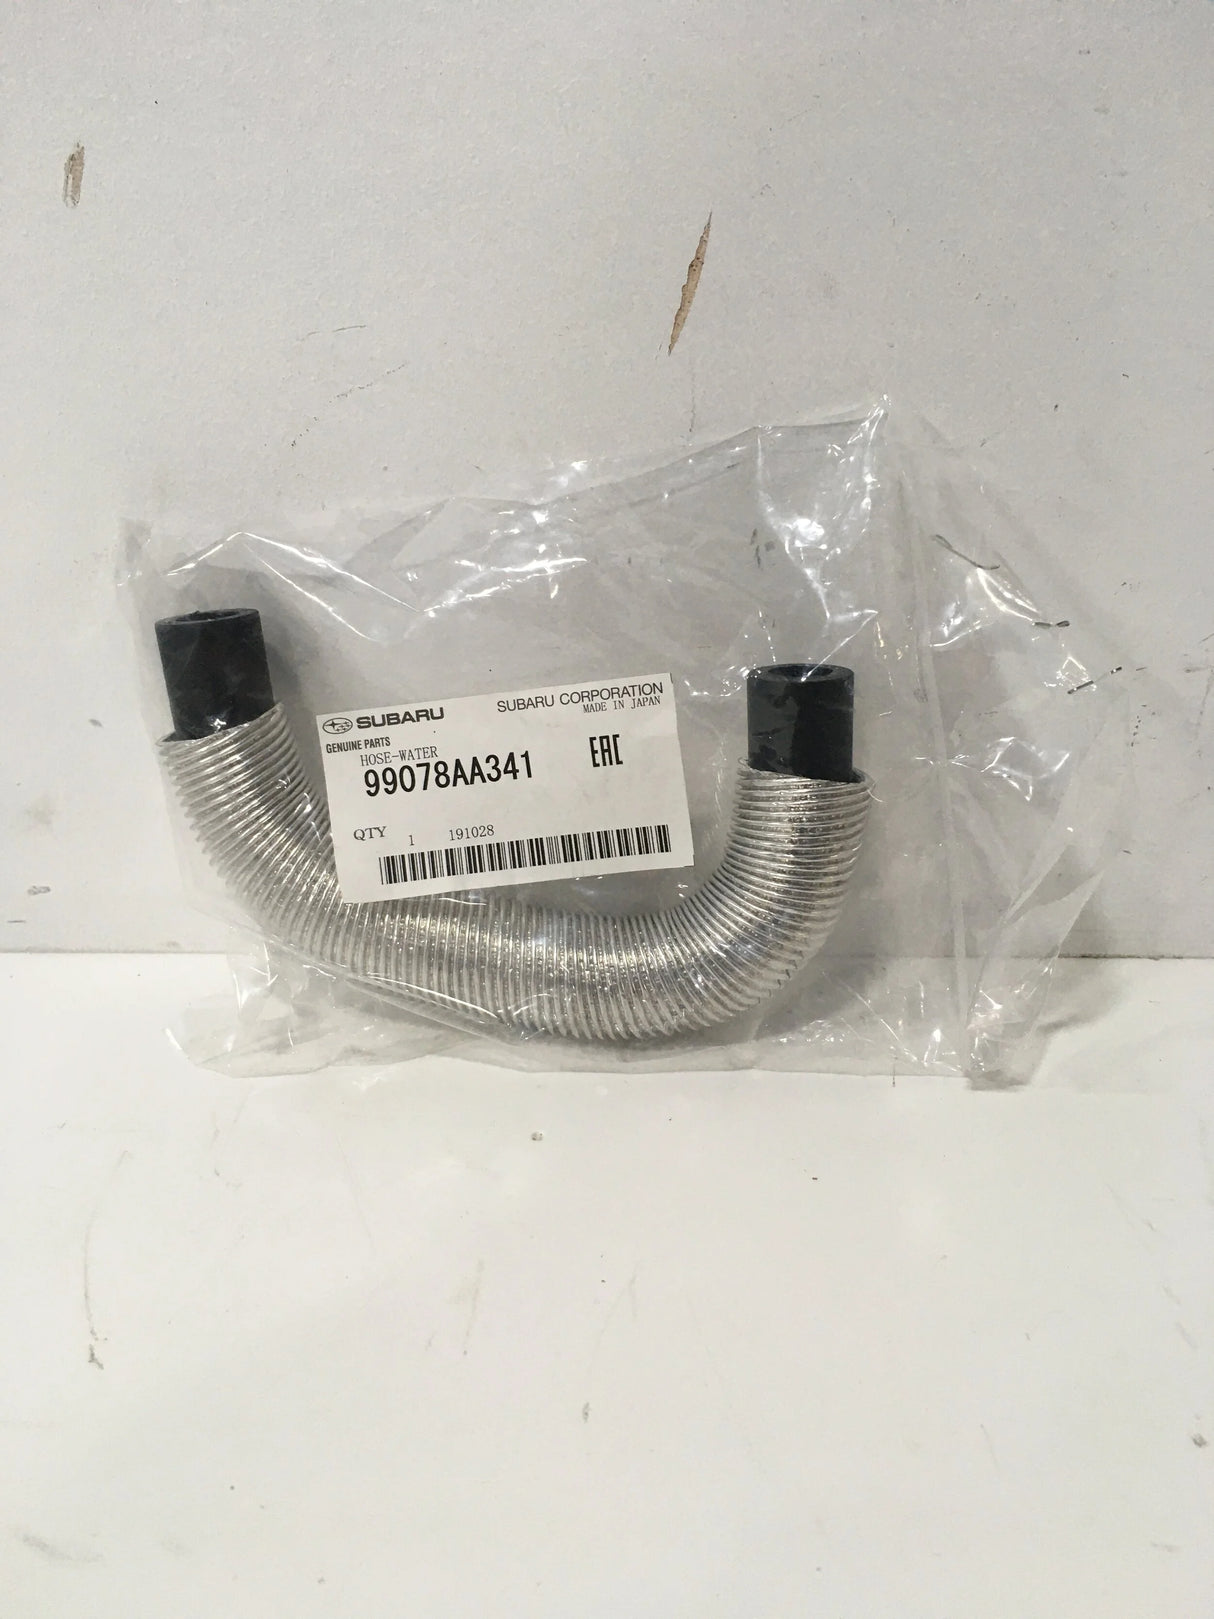 SUBARU SUBARU CORPORATION
MADE IN JAPAN
GENUINE PARTS
HOSE-WATER
99078AA341 EAC
QTY 1 191028